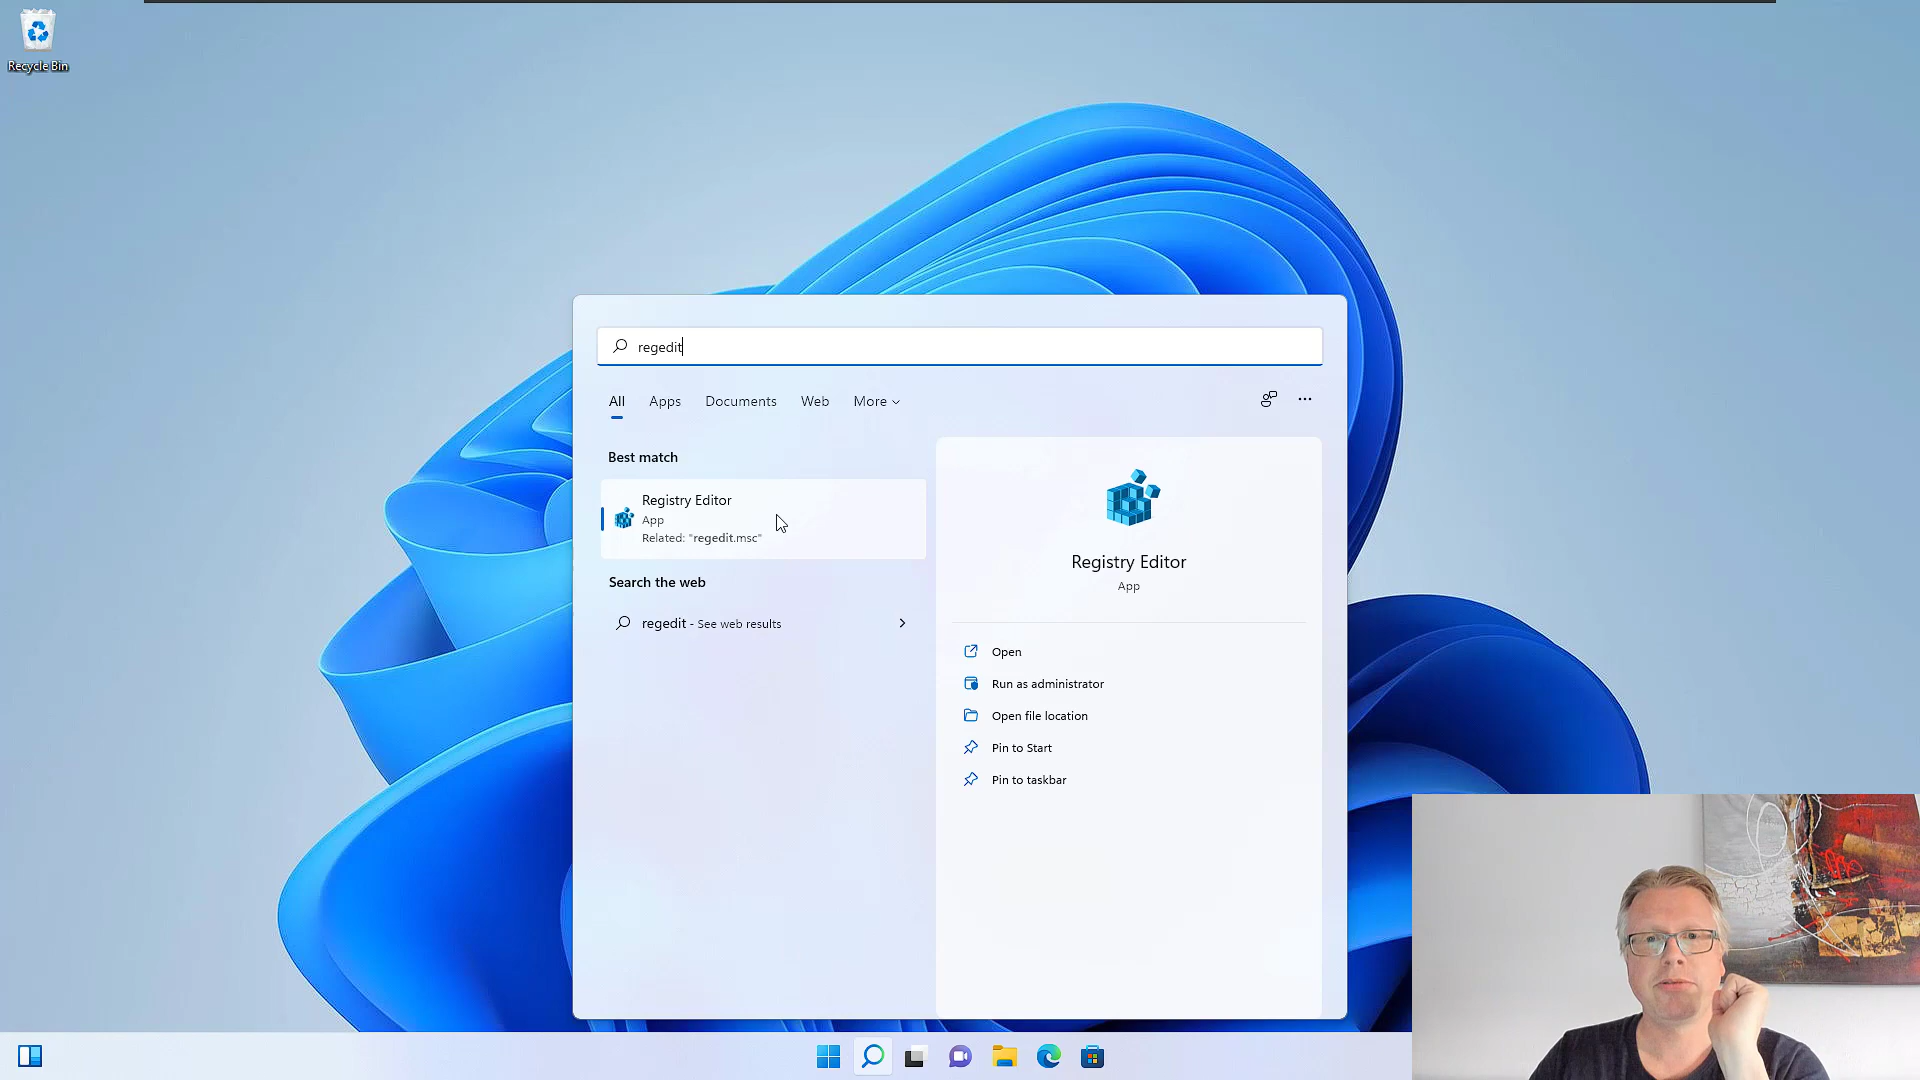 Recycle Bin
regedit
All
Apps
Documents
Web
More
Best match
Registry Editor
App
Related: "regedit.msc"
Search the web
regedit - See web results
Registry Editor
App
Open
Run as administrator
Open file location
Pin to Start
Pin to taskbar